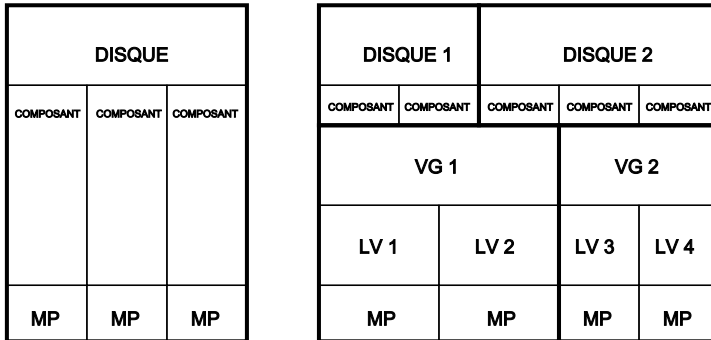 DISQUE
COMPOSANT COMPOSANT COMPOSANT
MP MP MP
DISQUE 1 DISQUE 2
COMPOSANT COMPOSANT COMPOSANT COMPOSANT COMPOSANT
VG 1 VG 2
LV 1 LV 2 LV 3 LV 4
MP MP MP MP